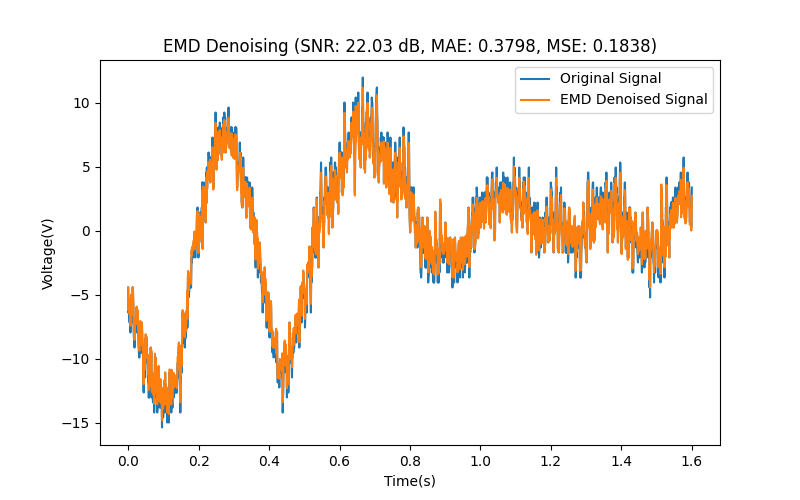 EMD Denoising (SNR: 22.03 dB, MAE: 0.3798, MSE: 0.1838)
Original Signal
EMD Denoised Signal
10
5
0
−5
−10
−15
Voltage(V)
0.0 0.2 0.4 0.6 0.8 1.0 1.2 1.4 1.6
Time(s)